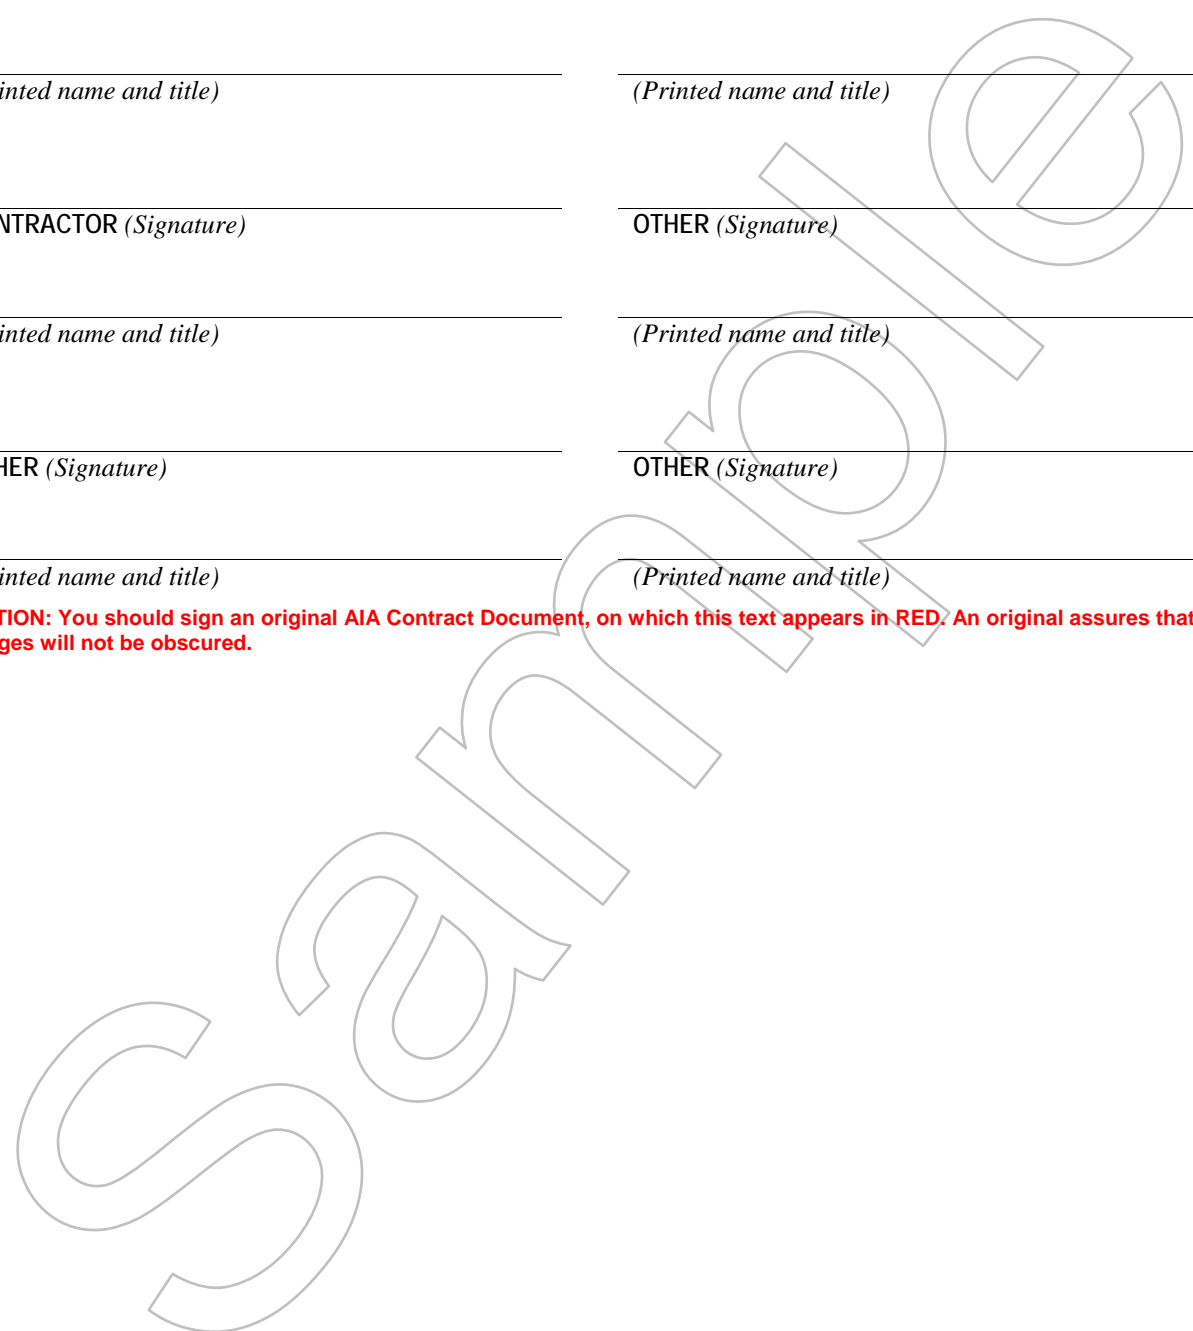 inted name and title) (Printed name and title)
NTRACTOR (Signature) OTHER (Signature)
inted name and title) (Printed name and title)
HER (Signature) OTHER (Signature)
inted name and title) (Printed name and title)
TION: You should sign an original AIA Contract Document, on which this text appears in RED. An original assures that
ges will not be obscured.
Sample